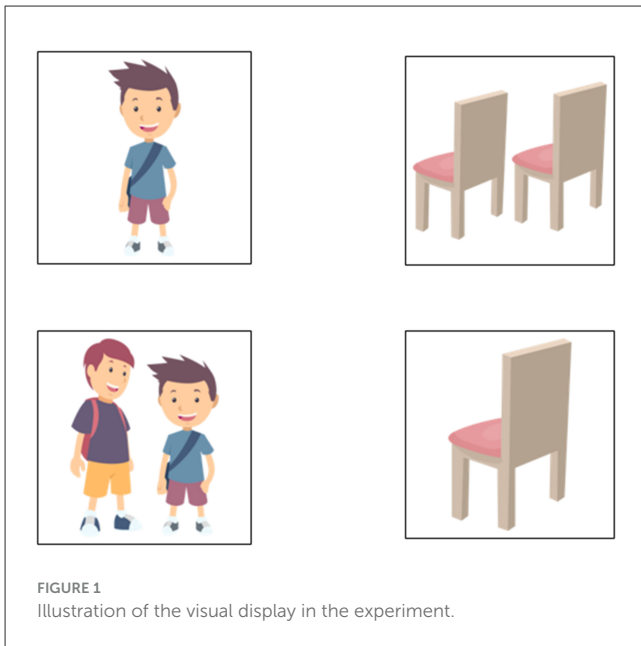 FIGURE 1
Illustration of the visual display in the experiment.